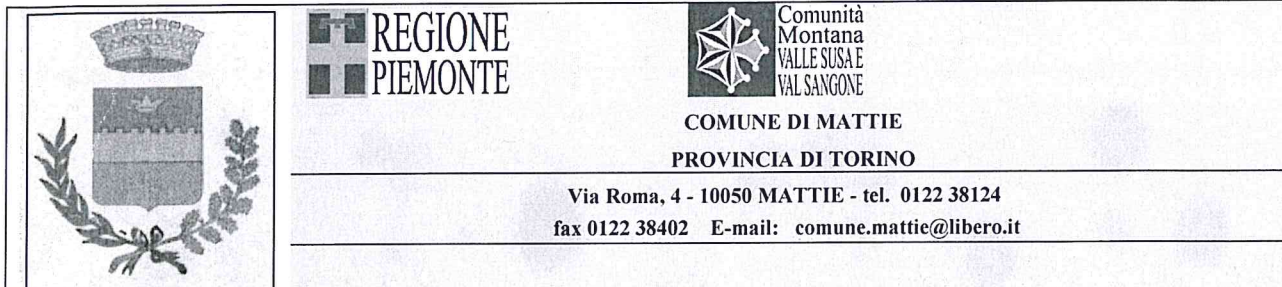 REGIONE
PIEMONTE
Comunità
Montana
VALLE SUSA E
VAL SANGONE
COMUNE DI MATTIE
PROVINCIA DI TORINO
Via Roma, 4 - 10050 MATTIE - tel. 0122 38124
fax 0122 38402 E-mail: comune.mattie@libero.it